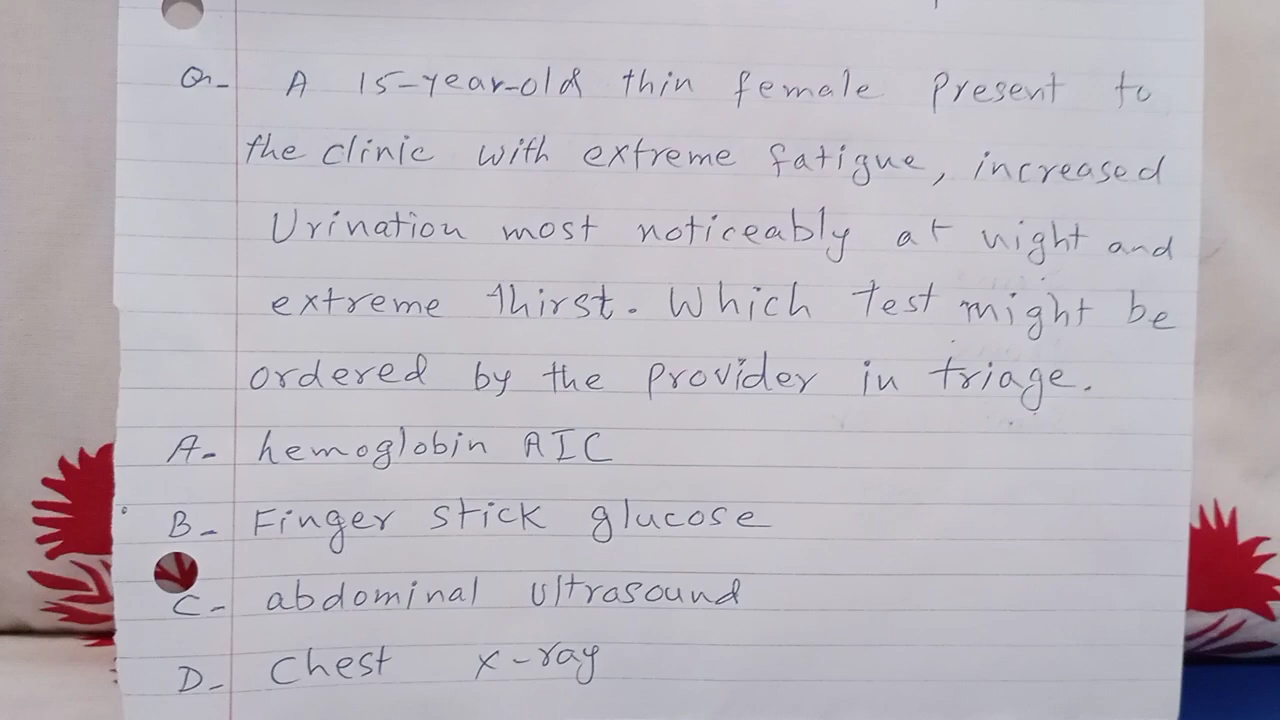 Q- A 15-year-old thin female present to
the clinic with extreme fatigue, increased
Urination most noticeably at night and
extreme thirst. Which test might be
ordered by the provider in triage.
A- hemoglobin AIC
B- Finger stick glucose
C- abdominal ultrasound
D- Chest x-ray